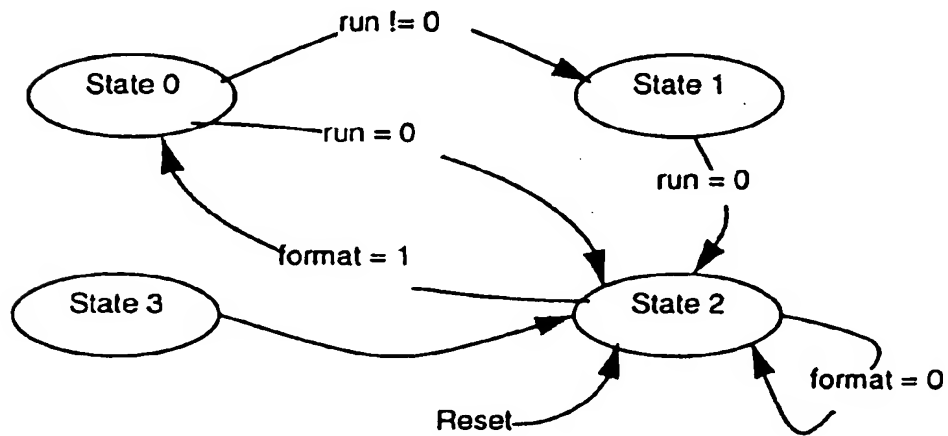 run != 0
State 0
State 1
run = 0
run = 0
format = 1
State 3
State 2
format = 0
Reset